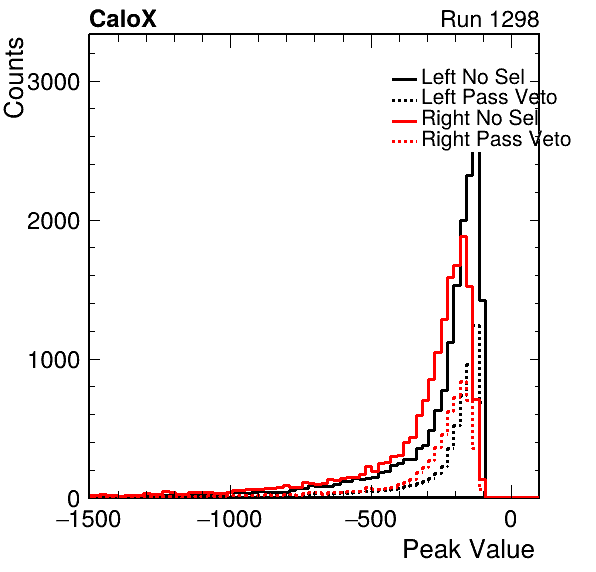 CaloX Run 1298
Counts
3000
2000
1000
0
Left No Sel
Left Pass Veto
Right No Sel
Right Pass Veto
−1500 −1000 −500 0
Peak Value